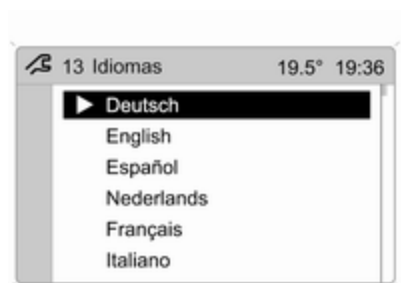 13 Idiomas 19.5° 19:36
Deutsch
English
Español
Nederlands
Français
Italiano